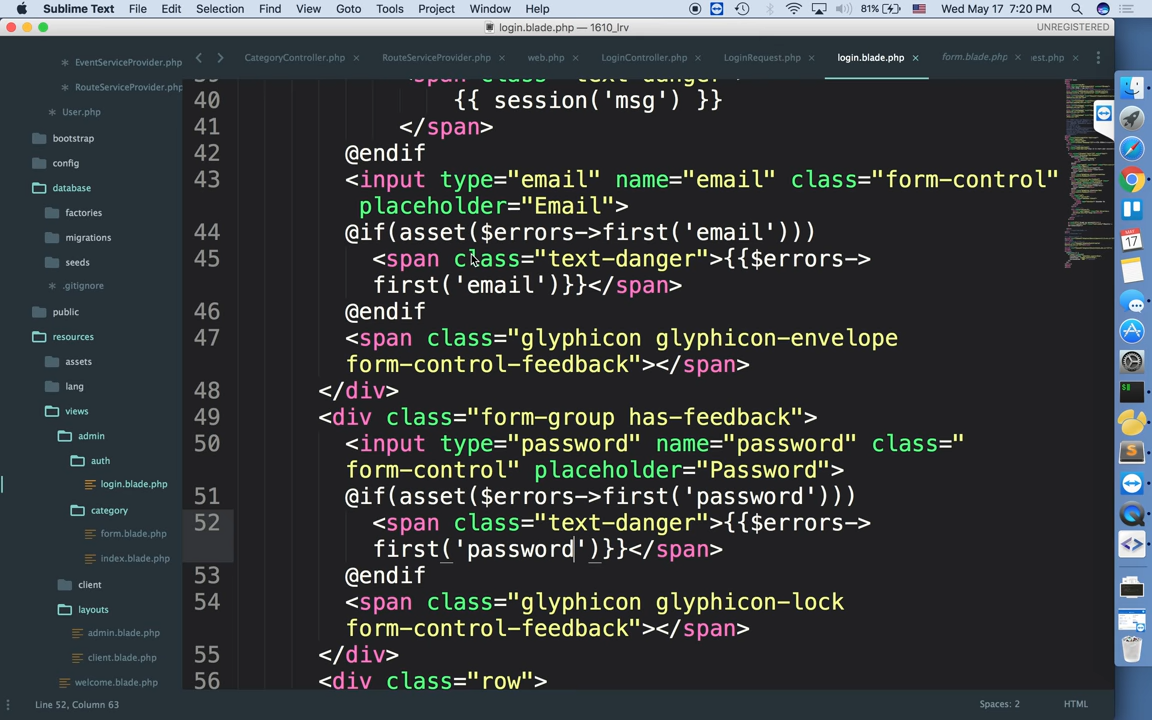 Sublime Text File Edit Selection Find View Goto Tools Project Window Help 81% Wed May 17 7:20 PM
login.blade.php — 1610_lrv UNREGISTERED
CategoryController.php × RouteServiceProvider.php × web.php × LoginController.php × LoginRequest.php × login.blade.php × form.blade.php × est.php ×
EventServiceProvider.php
RouteServiceProvider.php
User.php
bootstrap
config
database
factories
migrations
seeds
.gitignore
public
resources
assets
lang
views
admin
auth
login.blade.php
category
form.blade.php
index.blade.php
client
layouts
admin.blade.php
client.blade.php
welcome.blade.php
40 {{ session('msg') }}
41 </span>
42 @endif
43 <input type="email" name="email" class="form-control"
placeholder="Email">
44 @if(asset($errors->first('email')))
45 <span class="text-danger">{{$errors->
first('email')}}</span>
46 @endif
47 <span class="glyphicon glyphicon-envelope
form-control-feedback"></span>
48 </div>
49 <div class="form-group has-feedback">
50 <input type="password" name="password" class="
form-control" placeholder="Password">
51 @if(asset($errors->first('password')))
52 <span class="text-danger">{{$errors->
first('password')}}</span>
53 @endif
54 <span class="glyphicon glyphicon-lock
form-control-feedback"></span>
55 </div>
56 <div class="row">
Line 52, Column 63 Spaces: 2 HTML
17